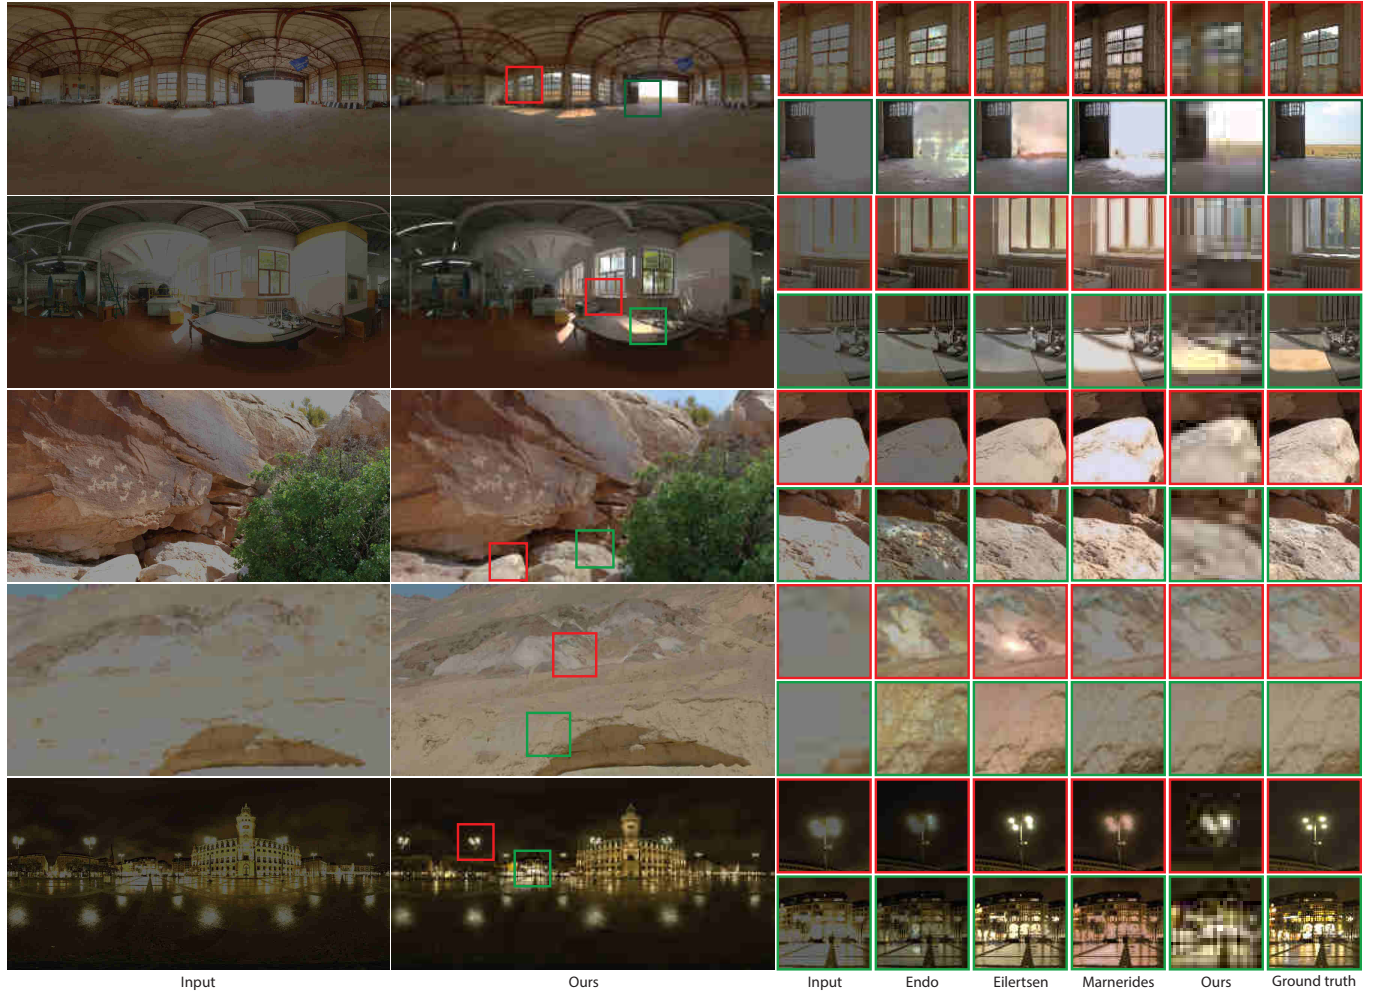 Input
Ours
Input
Endo
Eilertsen
Marnerides
Ours
Ground truth